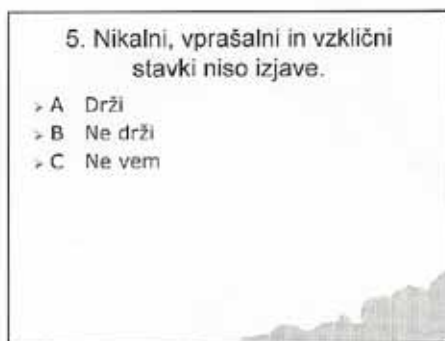 5. Nikalni, vprašalni in vzklični
stavki niso izjave.
➢ A Drži
➢ B Ne drži
➢ C Ne vem